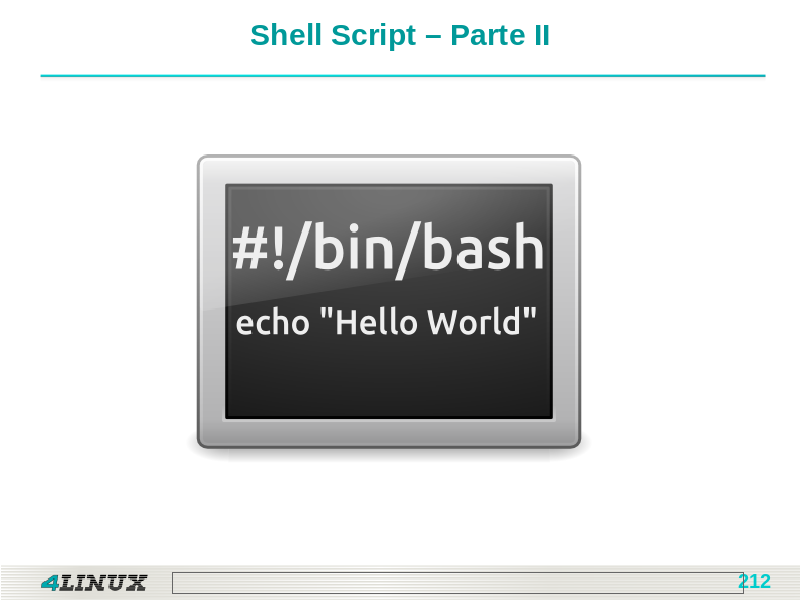 Shell Script – Parte II
#!/bin/bash
echo "Hello World"
4LINUX
212